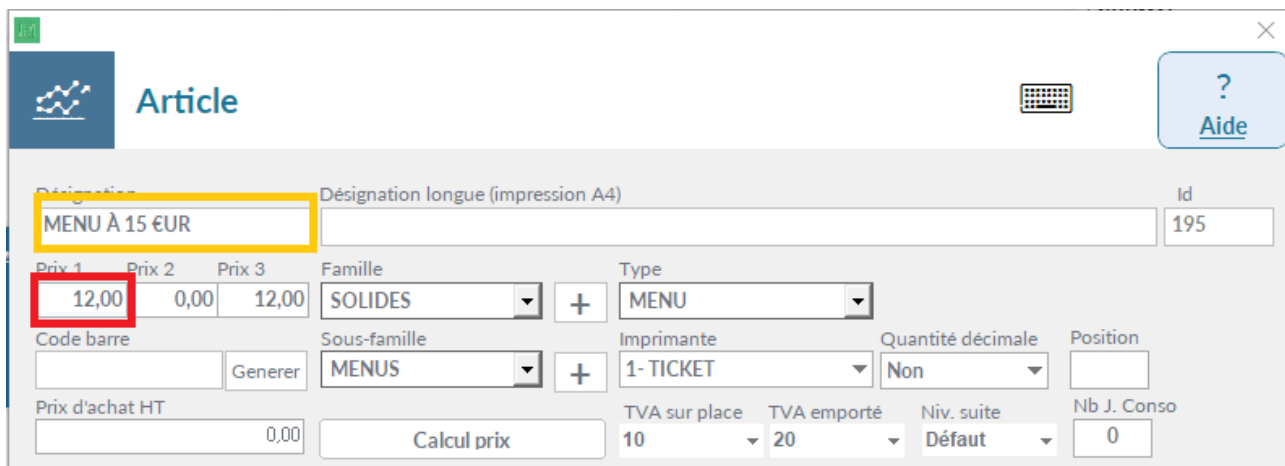 Article
?
Aide
Désignation Désignation longue (impression A4) Id
MENU À 15 €UR 195
Prix 1 Prix 2 Prix 3 Famille Type
12,00 0,00 12,00 SOLIDES + MENU
Code barre Sous-famille Imprimante Quantité décimale Position
Generer MENUS + 1- TICKET Non
Prix d'achat HT TVA sur place TVA emporté Niv. suite Nb J. Conso
0,00 Calcul prix 10 20 Défaut 0